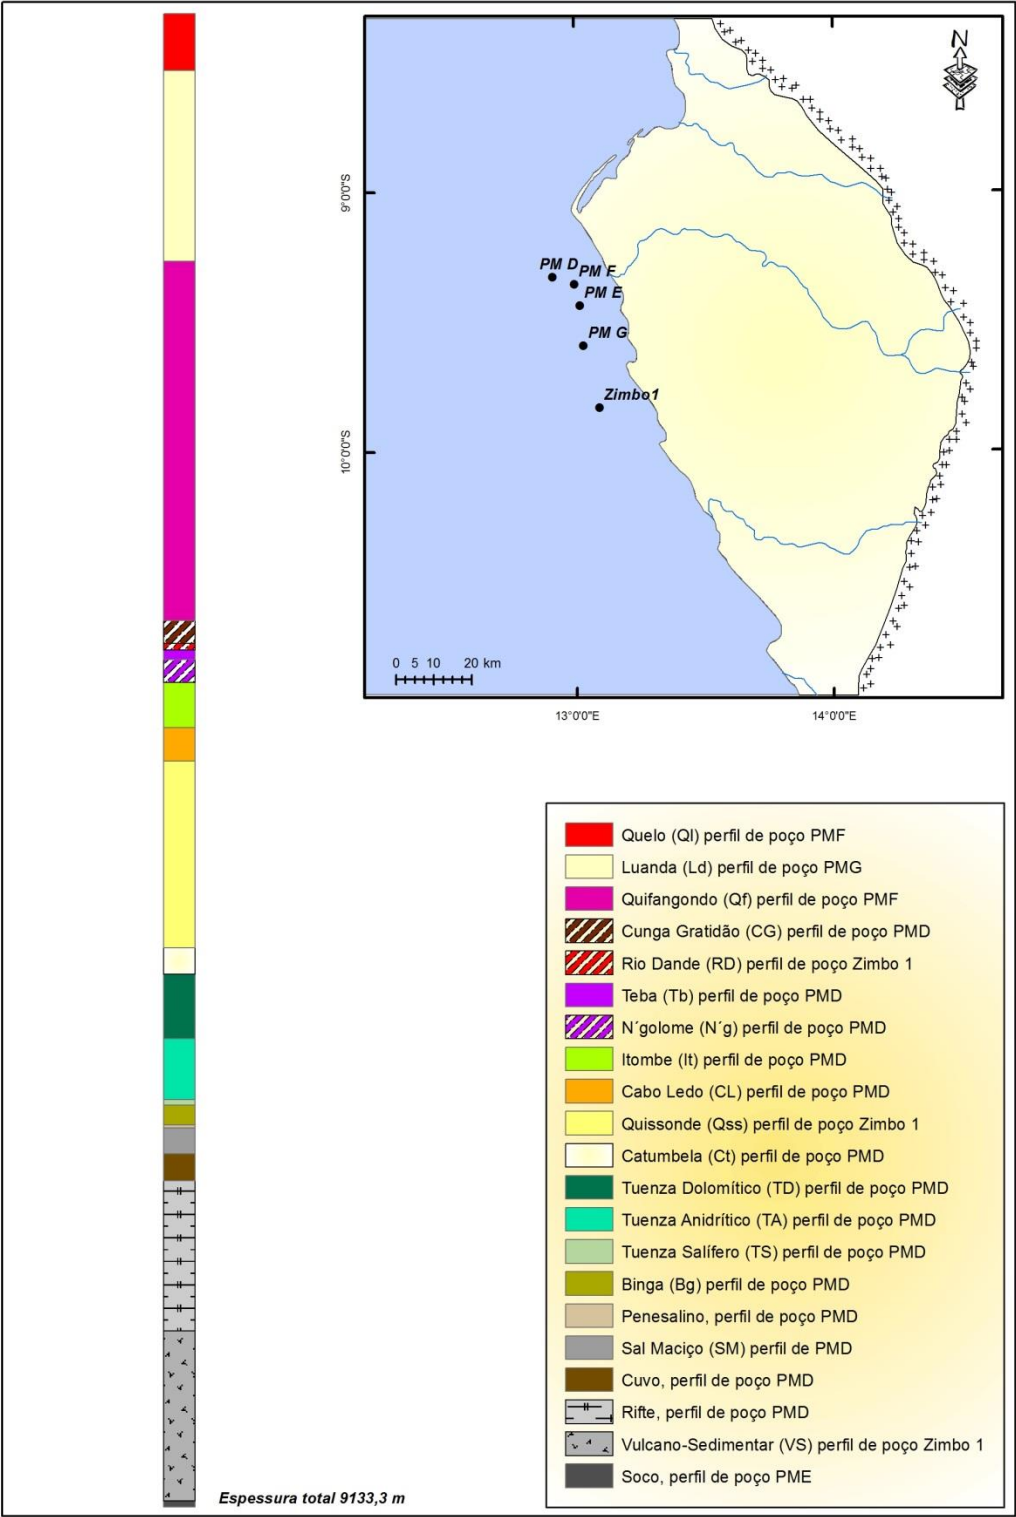 N
9°0'0"S
PM D
PM F
PM E
PM G
Zimbo1
10°0'0"S
0 5 10 20 km
13°0'0"E
14°0'0"E
Quelo (Ql) perfil de poço PMF
Luanda (Ld) perfil de poço PMG
Quifangondo (Qf) perfil de poço PMF
Cunga Gratidão (CG) perfil de poço PMD
Rio Dande (RD) perfil de poço Zimbo 1
Teba (Tb) perfil de poço PMD
N´golome (N´g) perfil de poço PMD
Itombe (It) perfil de poço PMD
Cabo Ledo (CL) perfil de poço PMD
Quissonde (Qss) perfil de poço Zimbo 1
Catumbela (Ct) perfil de poço PMD
Tuenza Dolomítico (TD) perfil de poço PMD
Tuenza Anidrítico (TA) perfil de poço PMD
Tuenza Salífero (TS) perfil de poço PMD
Binga (Bg) perfil de poço PMD
Penesalino, perfil de poço PMD
Sal Maciço (SM) perfil de PMD
Cuvo, perfil de poço PMD
Rifte, perfil de poço PMD
Vulcano-Sedimentar (VS) perfil de poço Zimbo 1
Soco, perfil de poço PME
Espessura total 9133,3 m